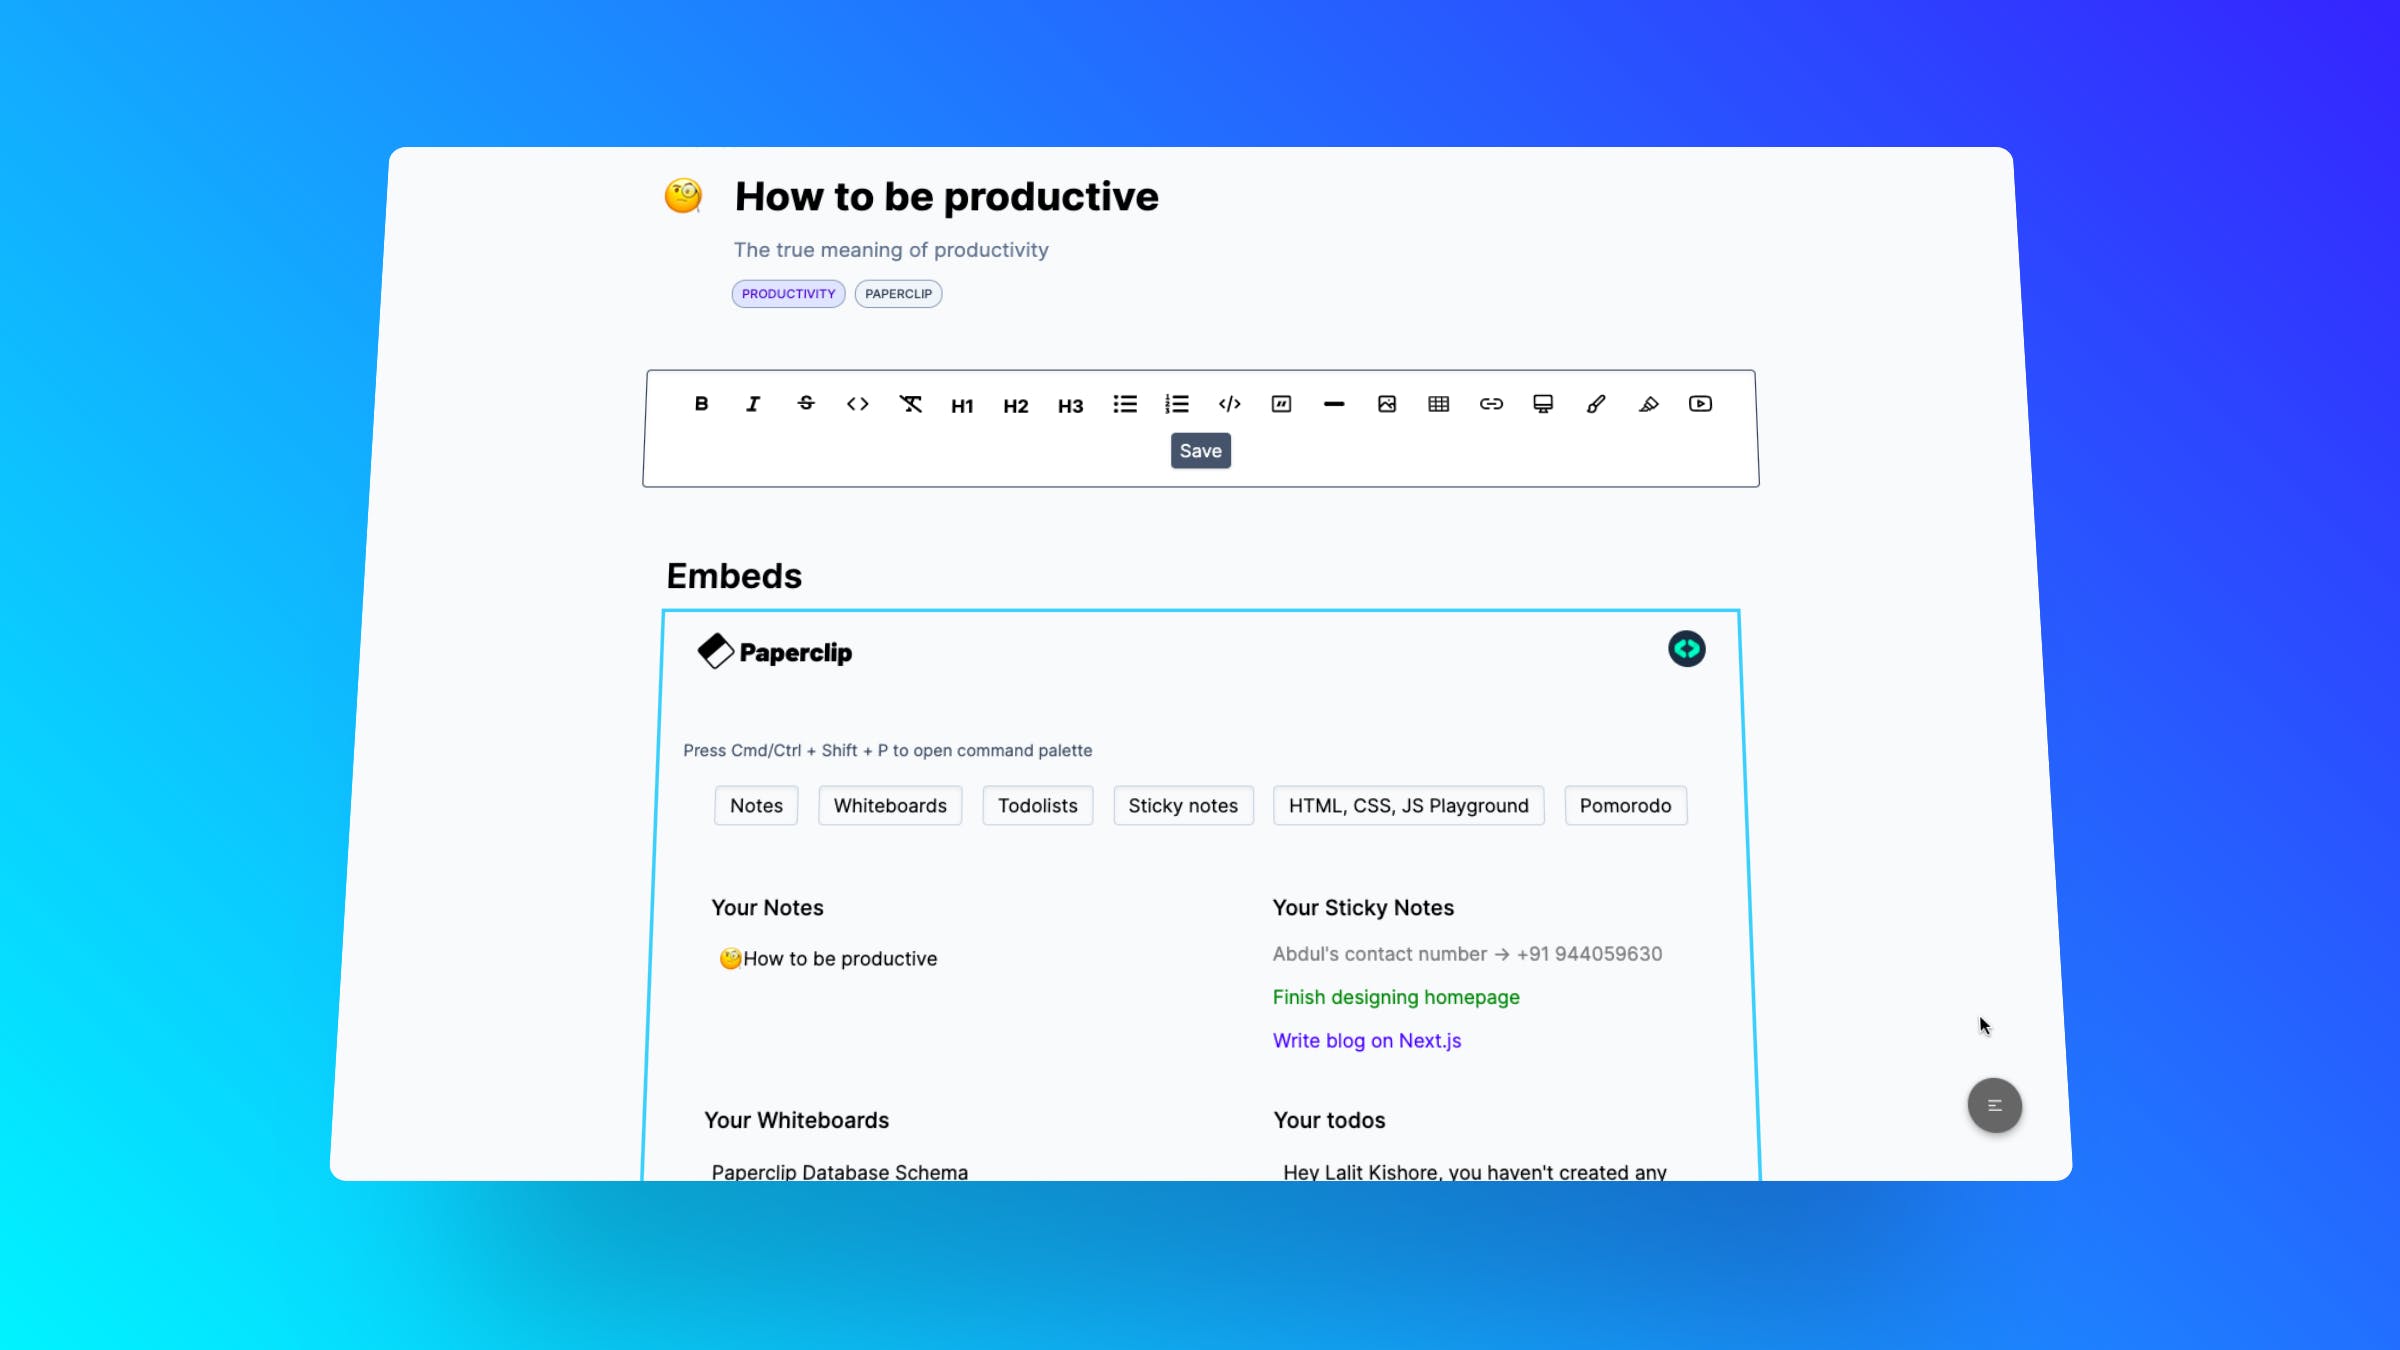 How to be productive
The true meaning of productivity
PRODUCTIVITY PAPERCLIP
B I S H1 H2 H3
Save
Embeds
Paperclip
Press Cmd/Ctrl + Shift + P to open command palette
Notes Whiteboards Todolists Sticky notes HTML, CSS, JS Playground Pomorodo
Your Notes
How to be productive
Your Sticky Notes
Abdul's contact number → +91 944059630
Finish designing homepage
Write blog on Next.js
Your Whiteboards
Paperclip Database Schema
Your todos
Hey Lalit Kishore, you haven't created any